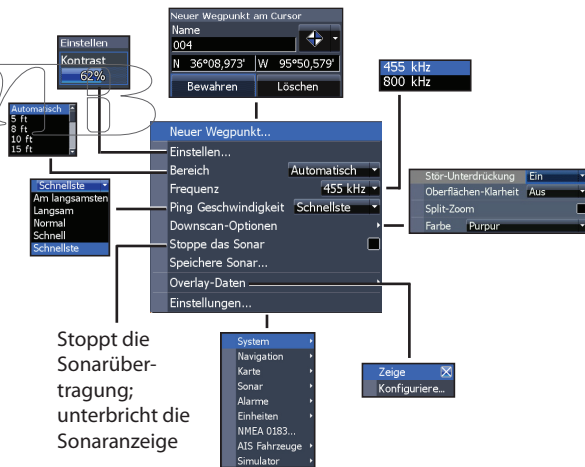 Neuer Wegpunkt am Cursor
Name
004
N 36°08,973' W 95°50,579'
Bewahren Löschen
Einstellen
Kontrast
62%
455 kHz
800 kHz
Automatisch
5 ft
8 ft
10 ft
15 ft
Schnellste
Am langsamsten
Langsam
Normal
Schnell
Schnellste
Neuer Wegpunkt...
Einstellen...
Bereich Automatisch
Frequenz 455 kHz
Ping Geschwindigkeit Schnellste
Downscan-Optionen
Stoppe das Sonar
Speichere Sonar...
Overlay-Daten
Einstellungen...
Stör-Unterdrückung Ein
Oberflächen-Klarheit Aus
Split-Zoom
Farbe Purpur
Stoppt die
Sonarüber-
tragung;
unterbricht die
Sonaranzeige
System
Navigation
Karte
Sonar
Alarme
Einheiten
NMEA 0183...
AIS Fahrzeuge
Simulator
Zeige
Konfiguriere...